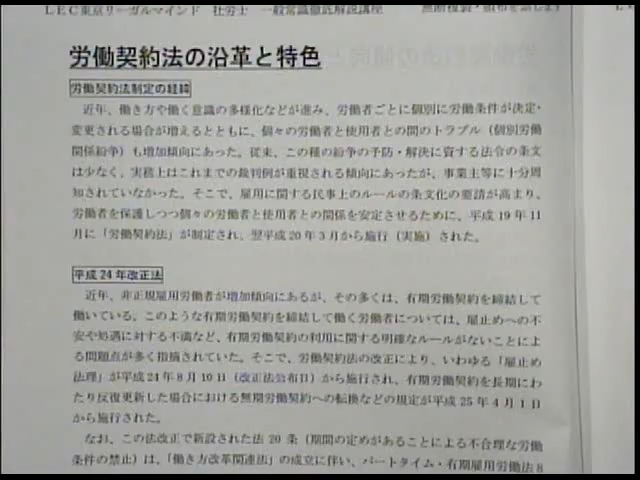 LEC東京リーガルマインド 社労士 一般常識徹底解説講座
労働契約法の沿革と特色
労働契約法制定の経緯
近年、働き方や働く意識の多様化などが進み、労働者ごとに個別に労働条件が決定・
変更される場合が増えるとともに、個々の労働者と使用者との間のトラブル（個別労働
関係紛争）も増加傾向にあった。従来、この種の紛争の予防・解決に資する法令の条文
は少なく、実務上はこれまでの裁判例が重視される傾向にあったが、事業主等に十分周
知されていなかった。そこで、雇用に関する民事上のルールの条文化の要請が高まり、
労働者を保護しつつ個々の労働者と使用者との関係を安定させるために、平成19年11
月に「労働契約法」が制定され、翌平成20年3月から施行（実施）された。
平成24年改正法
近年、非正規雇用労働者が増加傾向にあるが、その多くは、有期労働契約を締結して
働いている。このような有期労働契約を締結して働く労働者については、雇止めへの不
安や処遇に対する不満など、有期労働契約の利用に関する明確なルールがないことによ
る問題点が多く指摘されていた。そこで、労働契約法の改正により、いわゆる「雇止め
法理」が平成24年8月10日（改正法公布日）から施行され、有期労働契約を長期にわ
たり反復更新した場合における無期労働契約への転換などの規定が平成25年4月1日
から施行された。
なお、この法改正で新設された法20条（期間の定めがあることによる不合理な労働
条件の禁止）は、「働き方改革関連法」の成立に伴い、パートタイム・有期雇用労働法8